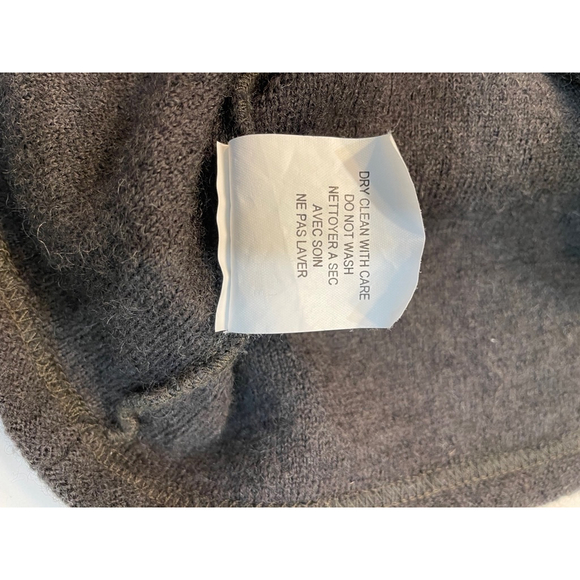 DRY CLEAN WITH CARE
DO NOT WASH
NETTOYER A SEC
AVEC SOIN
NE PAS LAVER